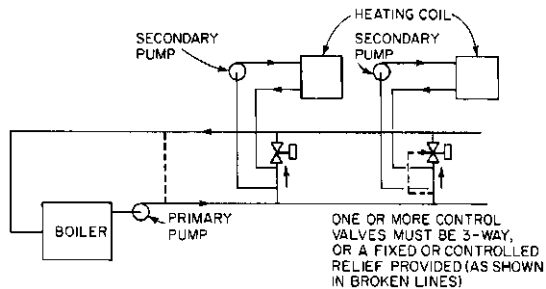 HEATING COIL
SECONDARY
PUMP
SECONDARY
PUMP
BOILER
PRIMARY
PUMP
ONE OR MORE CONTROL
VALVES MUST BE 3-WAY,
OR A FIXED OR CONTROLLED
RELIEF PROVIDED (AS SHOWN
IN BROKEN LINES)